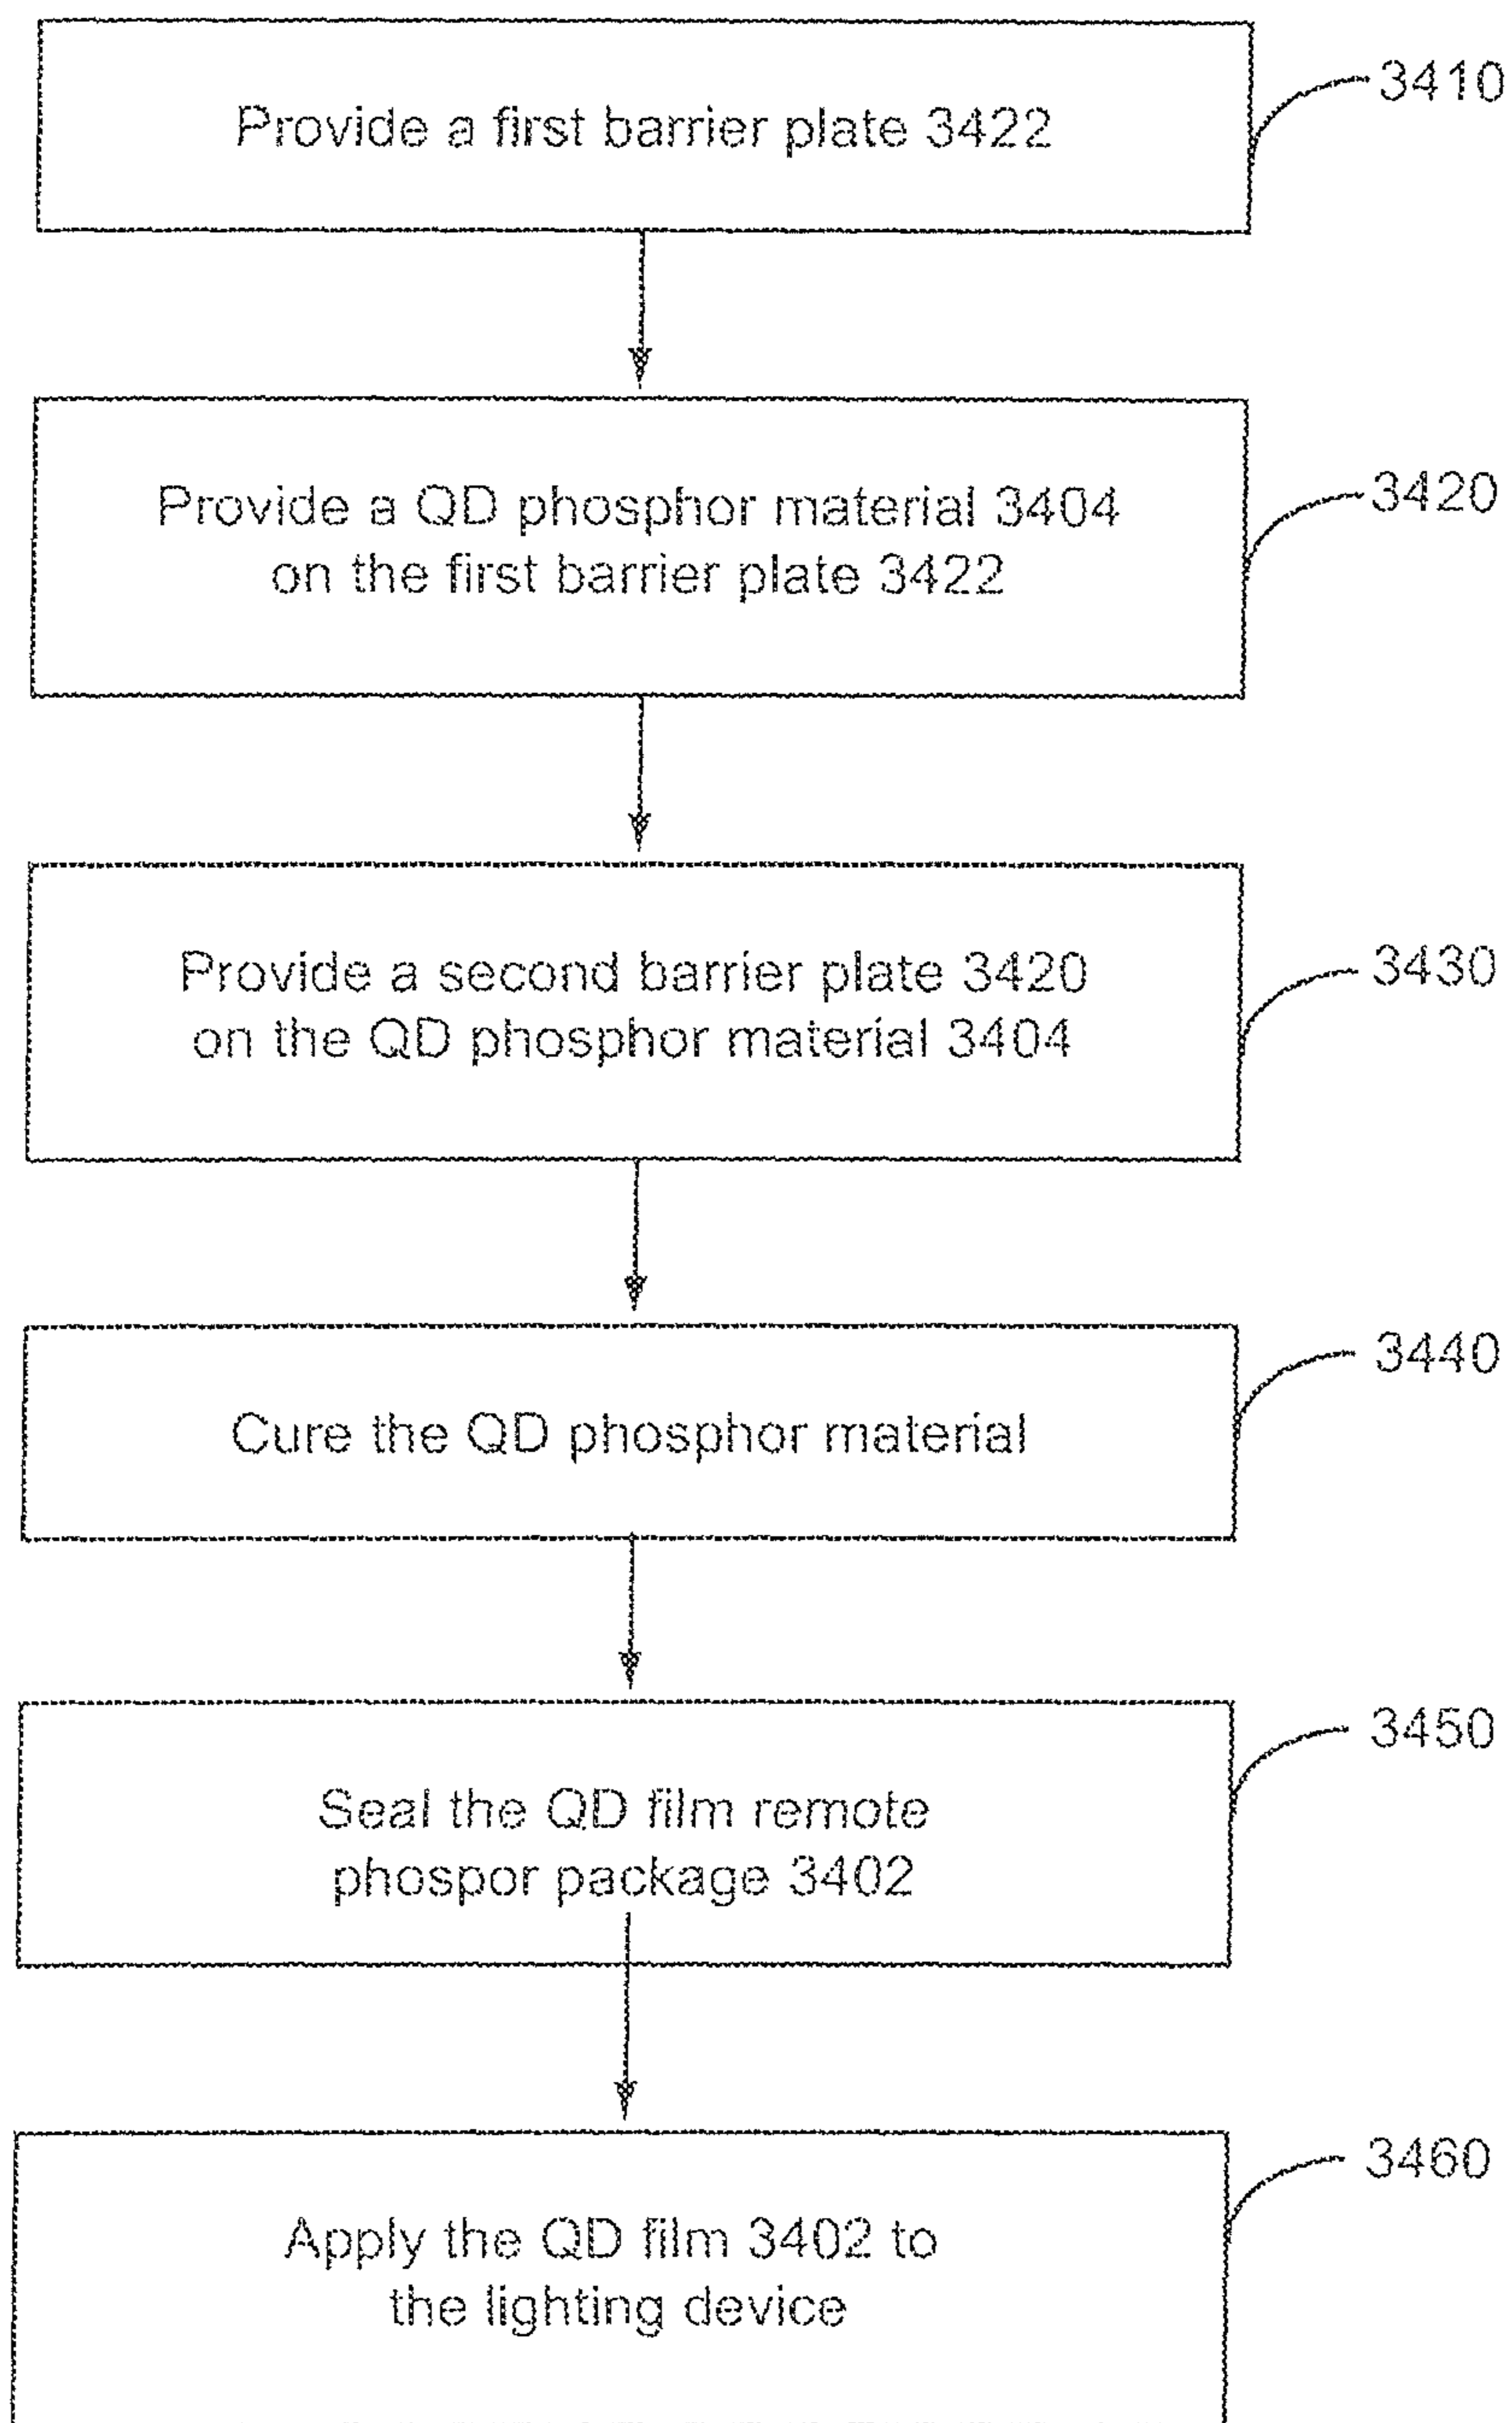 Provide a first barrier plate 3422
3410
Provide a QD phosphor material 3404
on the first barrier plate 3422
3420
Provide a second barrier plate 3420
on the QD phosphor material 3404
3430
Cure the QD phosphor material
3440
Seal the QD film remote
phospor package 3402
3450
Apply the QD film 3402 to
the lighting device
3460